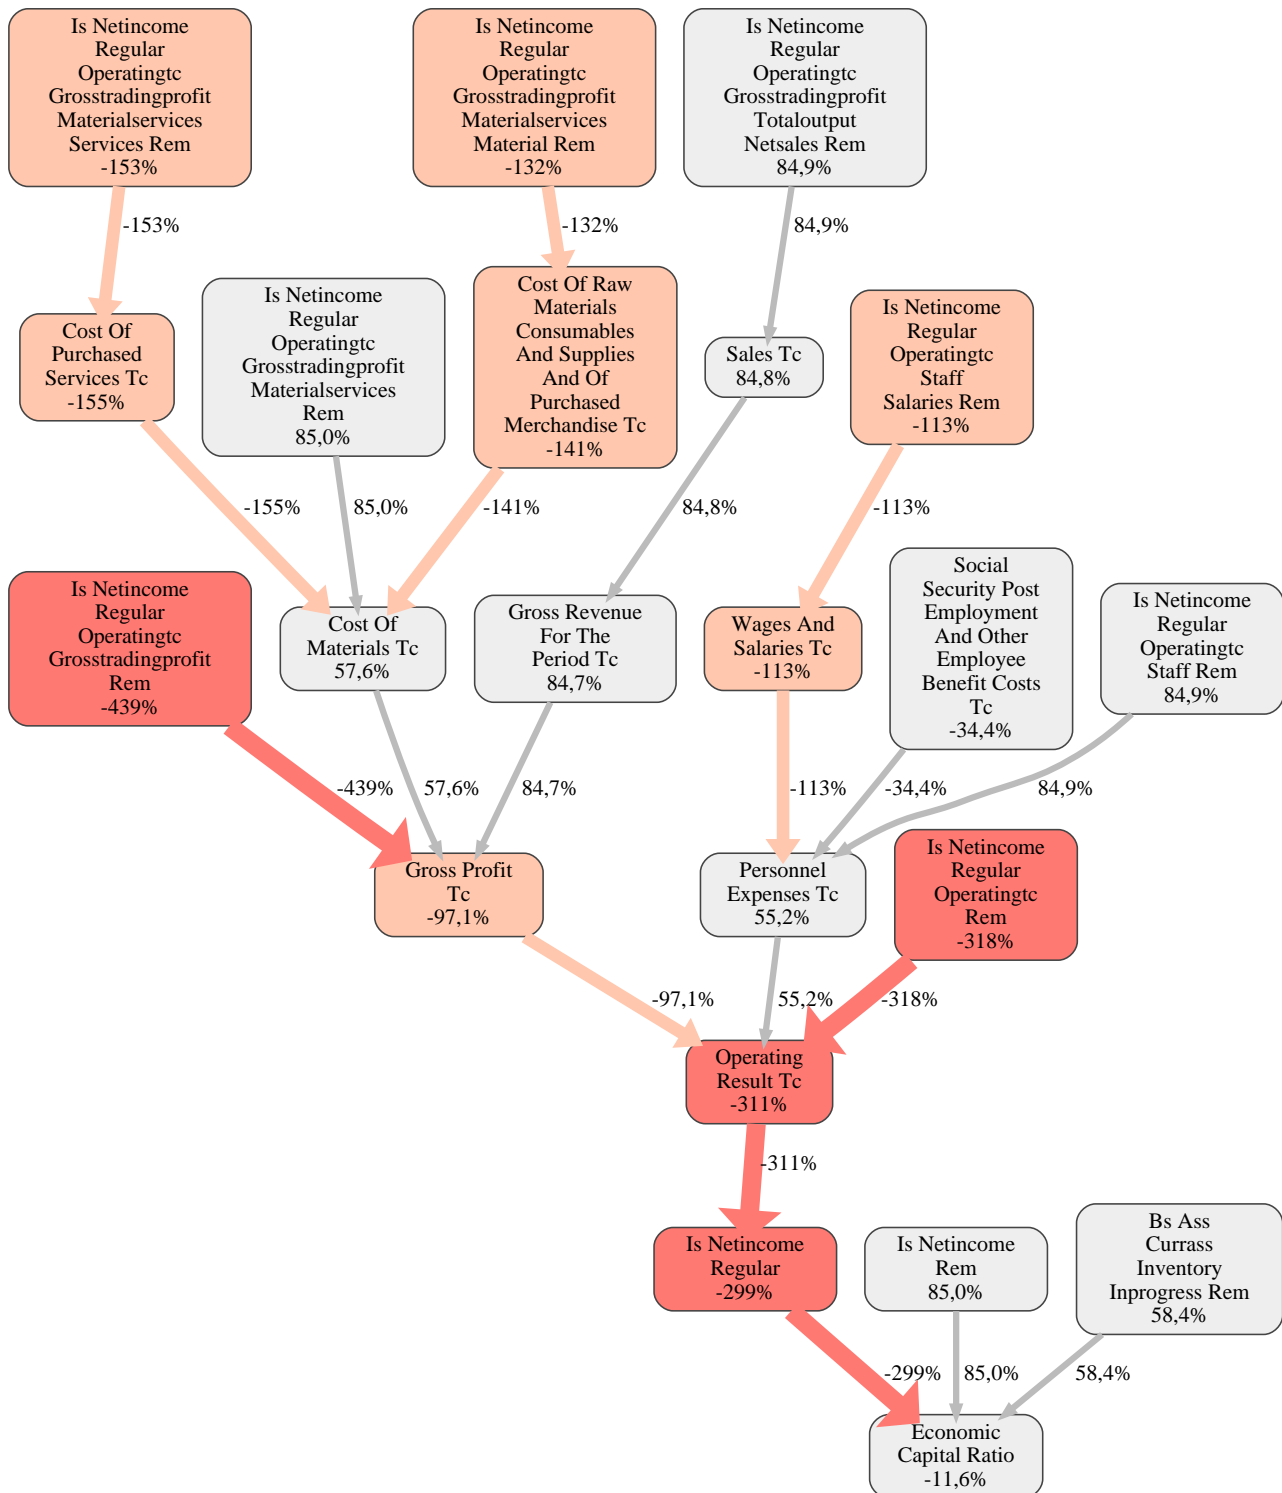 Is Netincome
Regular
Operatingtc
Grosstradingprofit
Materialservices
Services Rem
-153%
Is Netincome
Regular
Operatingtc
Grosstradingprofit
Materialservices
Material Rem
-132%
Is Netincome
Regular
Operatingtc
Grosstradingprofit
Totaloutput
Netsales Rem
84,9%
-153%
-132%
84,9%
Cost Of
Purchased
Services Tc
-155%
Is Netincome
Regular
Operatingtc
Grosstradingprofit
Materialservices
Rem
85,0%
Cost Of Raw
Materials
Consumables
And Supplies
And Of
Purchased
Merchandise Tc
-141%
Sales Tc
84,8%
Is Netincome
Regular
Operatingtc
Staff
Salaries Rem
-113%
-155%
85,0%
-141%
84,8%
-113%
Is Netincome
Regular
Operatingtc
Grosstradingprofit
Rem
-439%
Cost Of
Materials Tc
57,6%
Gross Revenue
For The
Period Tc
84,7%
Wages And
Salaries Tc
-113%
Social
Security Post
Employment
And Other
Employee
Benefit Costs
Tc
-34,4%
Is Netincome
Regular
Operatingtc
Staff Rem
84,9%
-439%
57,6%
84,7%
-113%
-34,4%
84,9%
Gross Profit
Tc
-97,1%
Personnel
Expenses Tc
55,2%
Is Netincome
Regular
Operatingtc
Rem
-318%
-97,1%
55,2%
-318%
Operating
Result Tc
-311%
-311%
Is Netincome
Regular
-299%
Is Netincome
Rem
85,0%
Bs Ass
Currass
Inventory
Inprogress Rem
58,4%
-299%
85,0%
58,4%
Economic
Capital Ratio
-11,6%